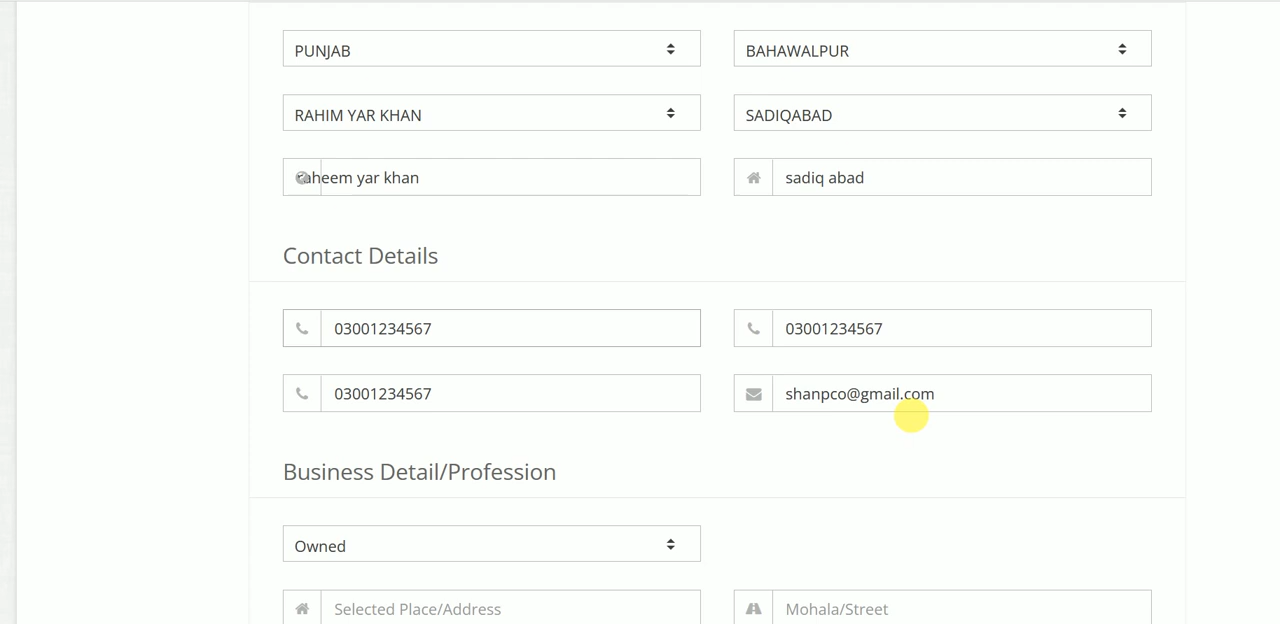 PUNJAB
BAHAWALPUR
RAHIM YAR KHAN
SADIQABAD
raheem yar khan
sadiq abad
Contact Details
03001234567
03001234567
03001234567
shanpco@gmail.com
Business Detail/Profession
Owned
Selected Place/Address
Mohala/Street